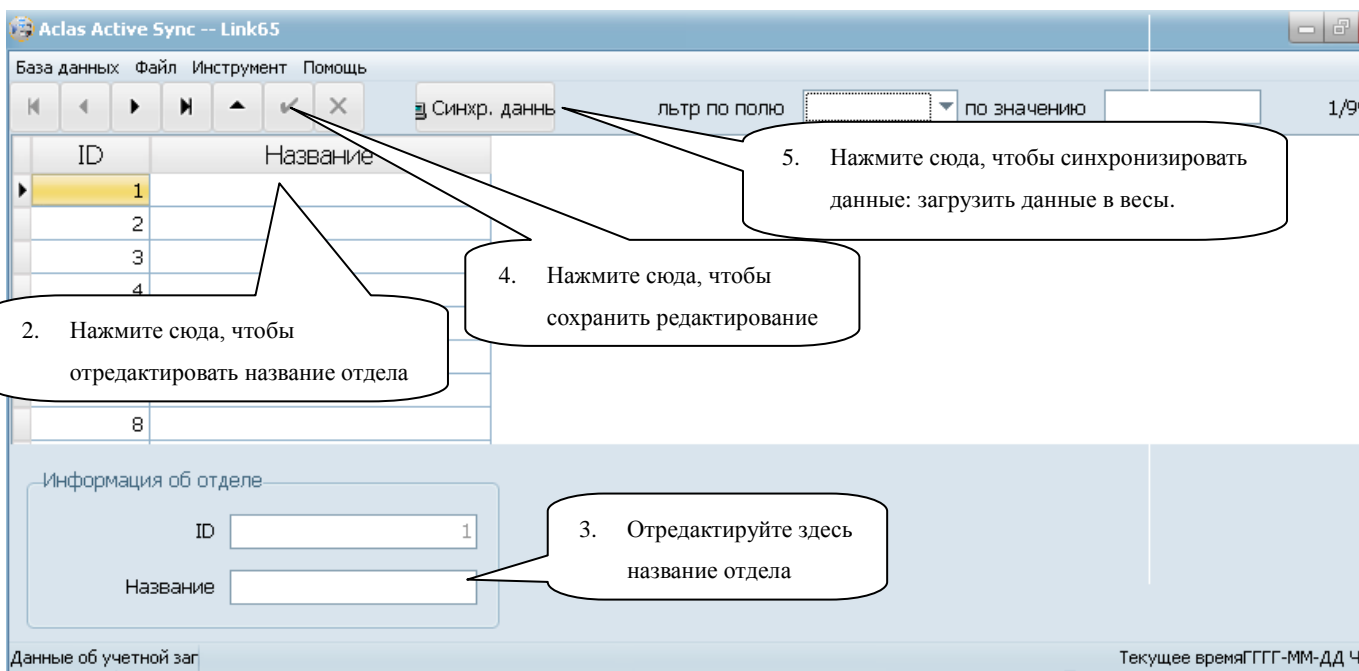 Aclas Active Sync -- Link65
База данных Файл Инструмент Помощь
Синхр. даннь льтр по полю по значению 1/99
ID Название
1
2
3
4
8
5. Нажмите сюда, чтобы синхронизировать
данные: загрузить данные в весы.
4. Нажмите сюда, чтобы
сохранить редактирование
2. Нажмите сюда, чтобы
отредактировать название отдела
Информация об отделе
ID 1
Название
3. Отредактируйте здесь
название отдела
Данные об учетной заг Текущее времяГГГГ-ММ-ДД Ч